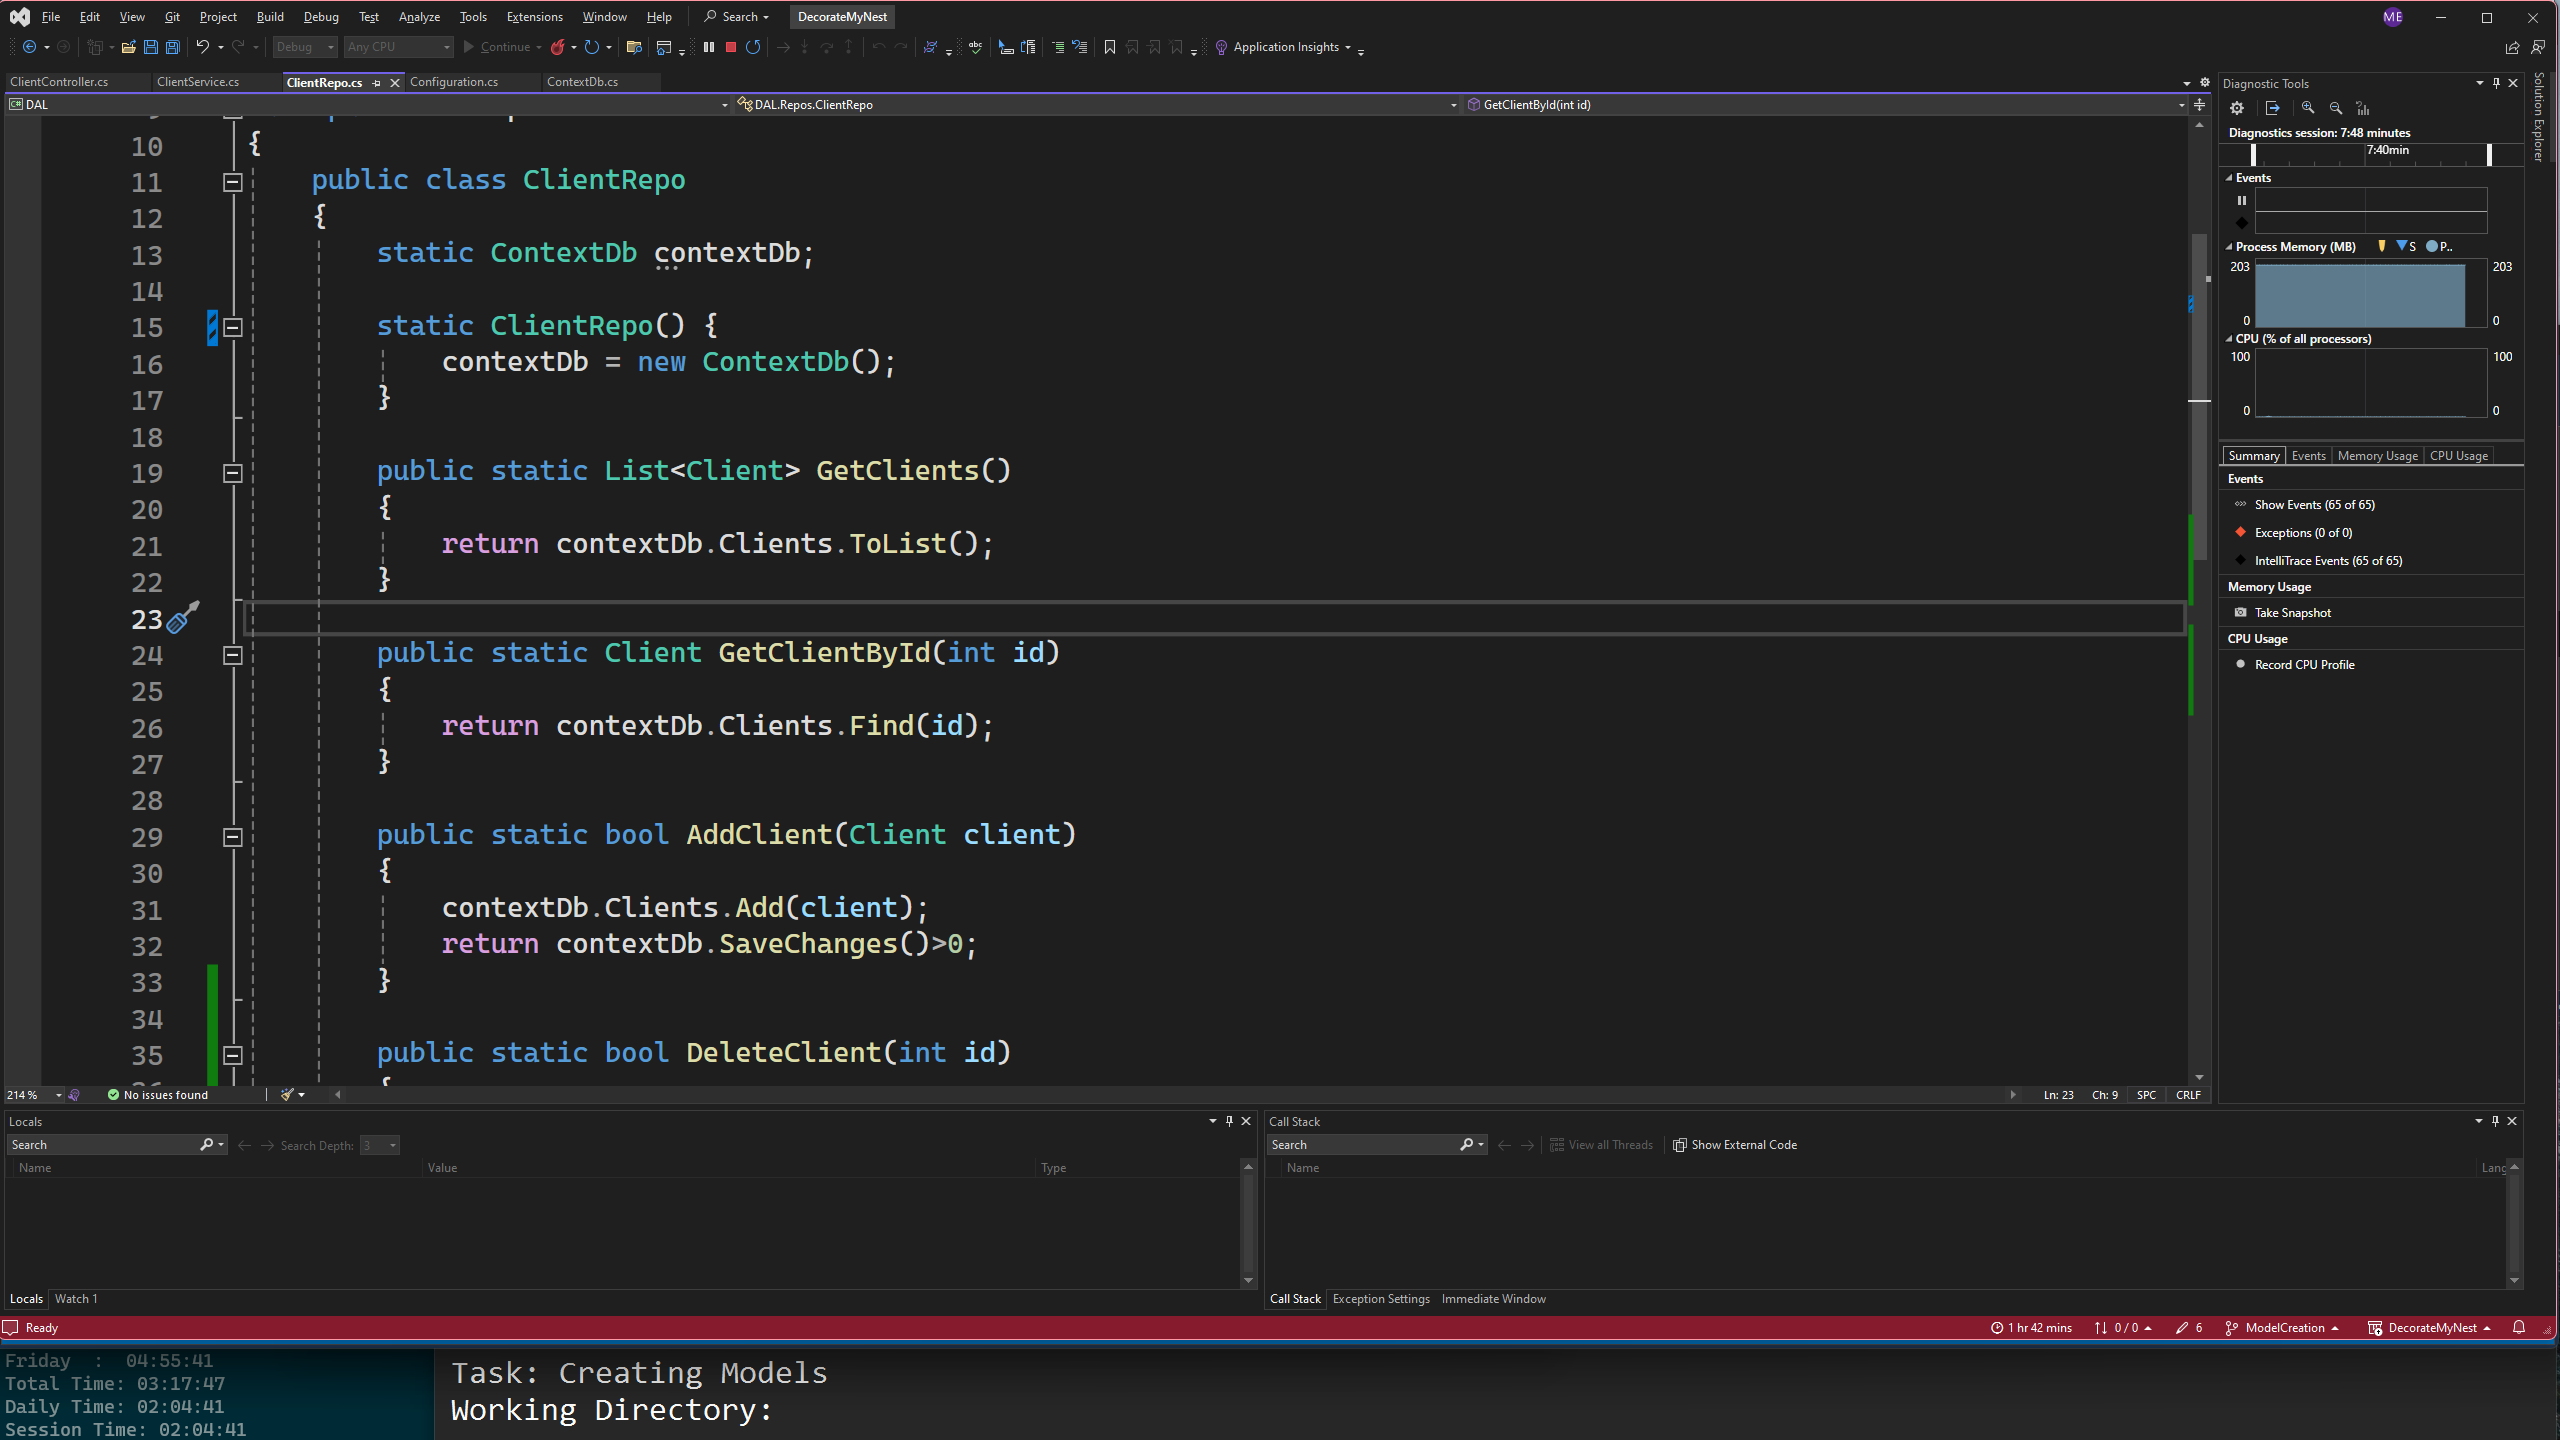 File Edit View Git Project Build Debug Test Analyze Tools Extensions Window Help Search DecorateMyNest ME
Debug Any CPU Continue Application Insights
ClientController.cs ClientService.cs ClientRepo.cs Configuration.cs ContextDb.cs
DAL DAL.Repos.ClientRepo GetClientById(int id)
10 {
11 public class ClientRepo
12 {
13 static ContextDb contextDb;
14
15 static ClientRepo() {
16 contextDb = new ContextDb();
17 }
18
19 public static List<Client> GetClients()
20 {
21 return contextDb.Clients.ToList();
22 }
23
24 public static Client GetClientById(int id)
25 {
26 return contextDb.Clients.Find(id);
27 }
28
29 public static bool AddClient(Client client)
30 {
31 contextDb.Clients.Add(client);
32 return contextDb.SaveChanges()>0;
33 }
34
35 public static bool DeleteClient(int id)
214 % No issues found Ln: 23 Ch: 9 SPC CRLF
Diagnostic Tools
Diagnostics session: 7:48 minutes
7:40min
Events
Process Memory (MB) S P..
203 203
0 0
CPU (% of all processors)
100 100
0 0
Summary Events Memory Usage CPU Usage
Events
Show Events (65 of 65)
Exceptions (0 of 0)
IntelliTrace Events (65 of 65)
Memory Usage
Take Snapshot
CPU Usage
Record CPU Profile
Solution Explorer
Locals
Search Search Depth: 3
Name Value Type
Locals Watch 1
Call Stack
Search View all Threads Show External Code
Name Lang
Call Stack Exception Settings Immediate Window
Ready 1 hr 42 mins 0 / 0 6 ModelCreation DecorateMyNest
Friday : 04:55:41
Total Time: 03:17:47
Daily Time: 02:04:41
Session Time: 02:04:41
Task: Creating Models
Working Directory: